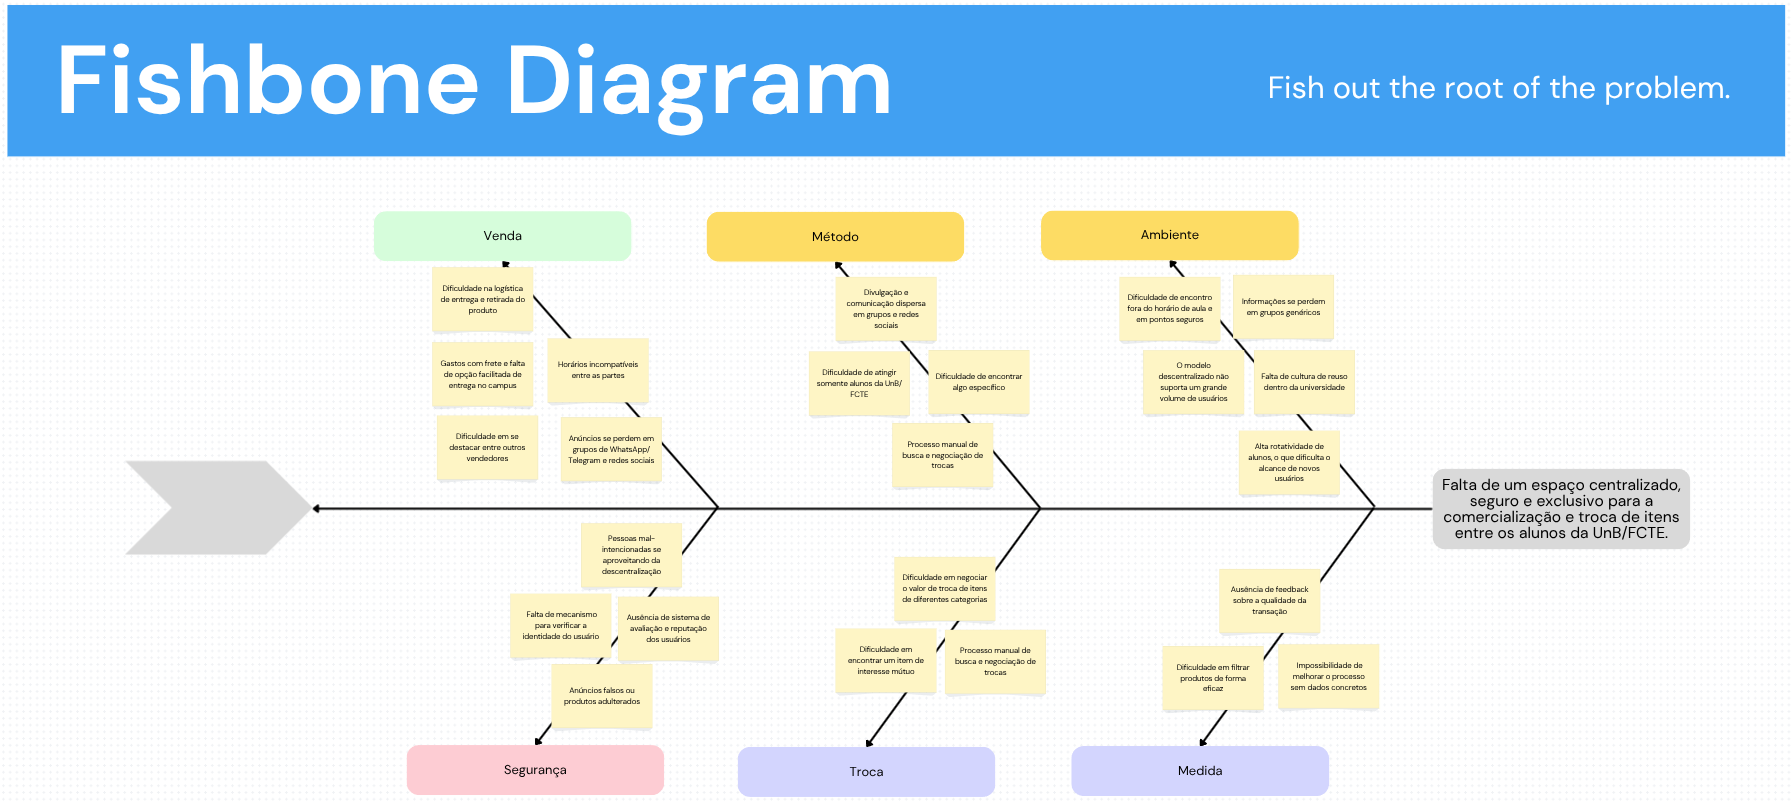 Fishbone Diagram
Fish out the root of the problem.
Venda
Dificuldade na logística
de entrega e retirada do
produto
Gastos com frete e falta
de opção facilitada de
entrega no campus
Horários incompatíveis
entre as partes
Dificuldade em se
destacar entre outros
vendedores
Anúncios se perdem em
grupos de WhatsApp/
Telegram e redes sociais
Método
Divulgação e
comunicação dispersa
em grupos e redes
sociais
Dificuldade de atingir
somente alunos da UnB/
FCTE
Dificuldade de encontrar
algo específico
Processo manual de
busca e negociação de
trocas
Ambiente
Dificuldade de encontro
fora do horário de aula e
em pontos seguros
Informações se perdem
em grupos genéricos
O modelo
descentralizado não
suporta um grande
volume de usuários
Falta de cultura de reuso
dentro da universidade
Alta rotatividade de
alunos, o que dificulta o
alcance de novos
usuários
Falta de um espaço centralizado,
seguro e exclusivo para a
comercialização e troca de itens
entre os alunos da UnB/FCTE.
Pessoas mal-
intencionadas se
aproveitando da
descentralização
Falta de mecanismo
para verificar a
identidade do usuário
Ausência de sistema de
avaliação e reputação
dos usuários
Anúncios falsos ou
produtos adulterados
Segurança
Dificuldade em negociar
o valor de troca de itens
de diferentes categorias
Dificuldade em
encontrar um item de
interesse mútuo
Processo manual de
busca e negociação de
trocas
Troca
Ausência de feedback
sobre a qualidade da
transação
Dificuldade em filtrar
produtos de forma
eficaz
Impossibilidade de
melhorar o processo
sem dados concretos
Medida